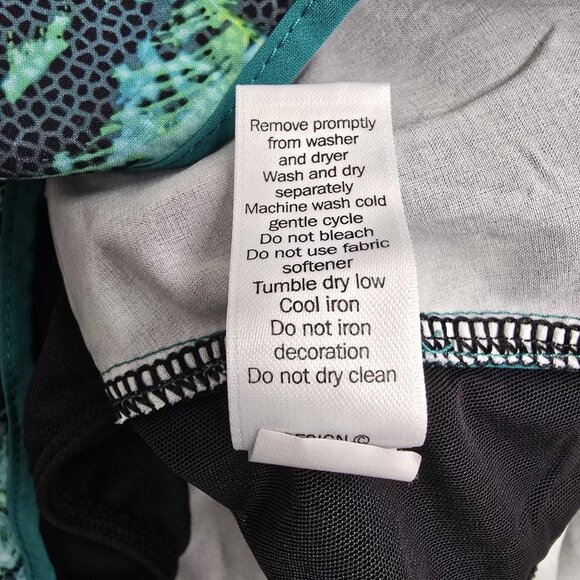 Remove promptly
from washer
and dryer
Wash and dry
separately
Machine wash cold
gentle cycle
Do not bleach
Do not use fabric
softener
Tumble dry low
Cool iron
Do not iron
decoration
Do not dry clean
©